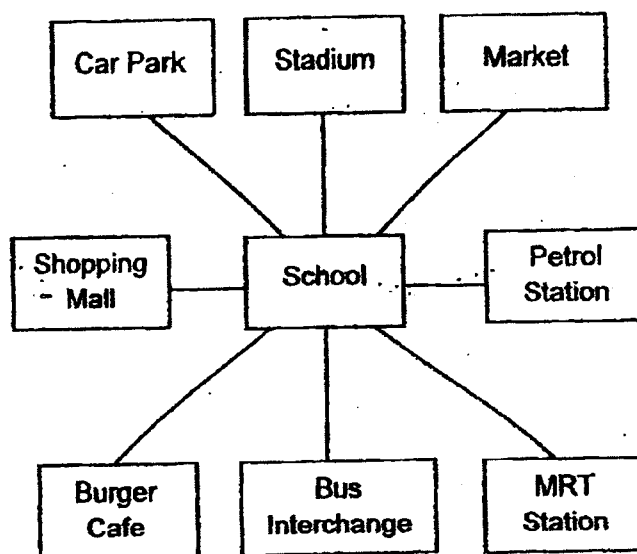 Car Park
Stadium
Market
Shopping
Mall
School
Petrol
Station
Burger
Cafe
Bus
Interchange
MRT
Station